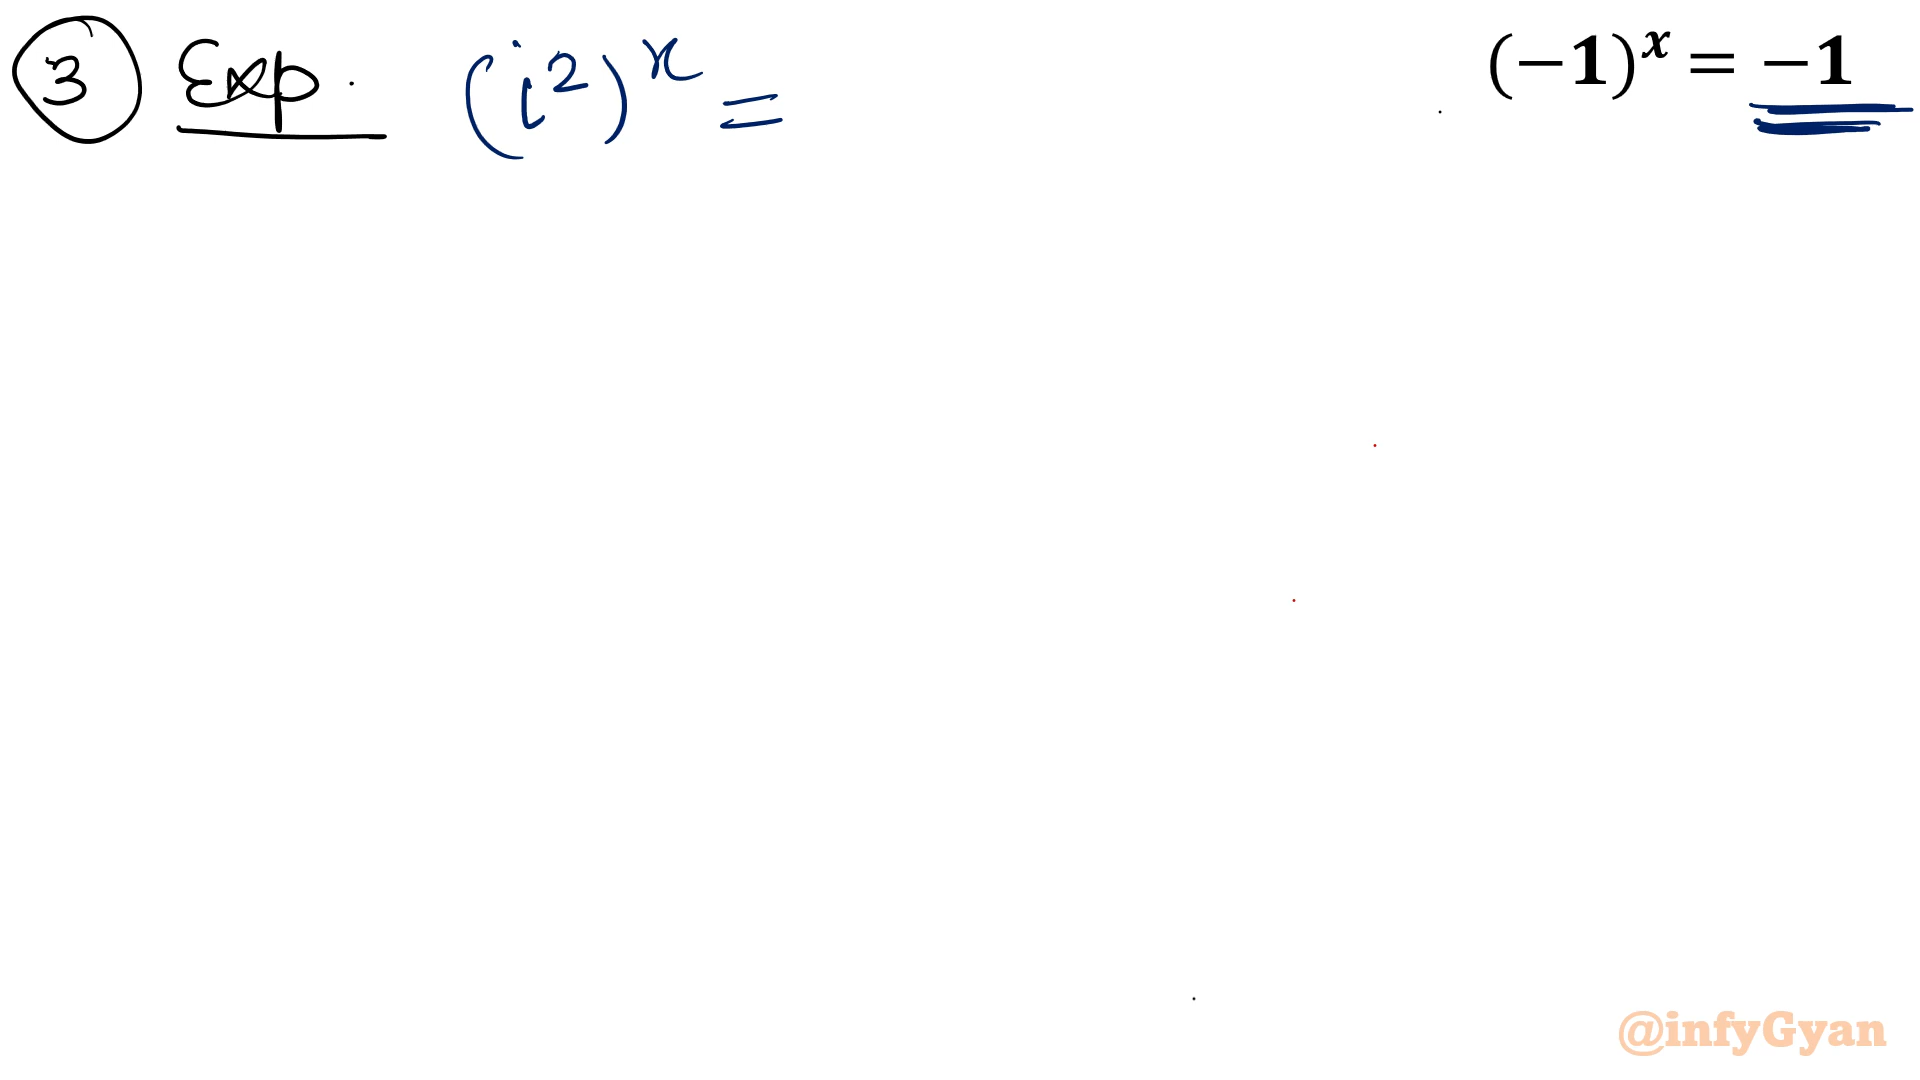 ③ Exp. (i²)ˣ = (−1)ˣ = −1
@infyGyan